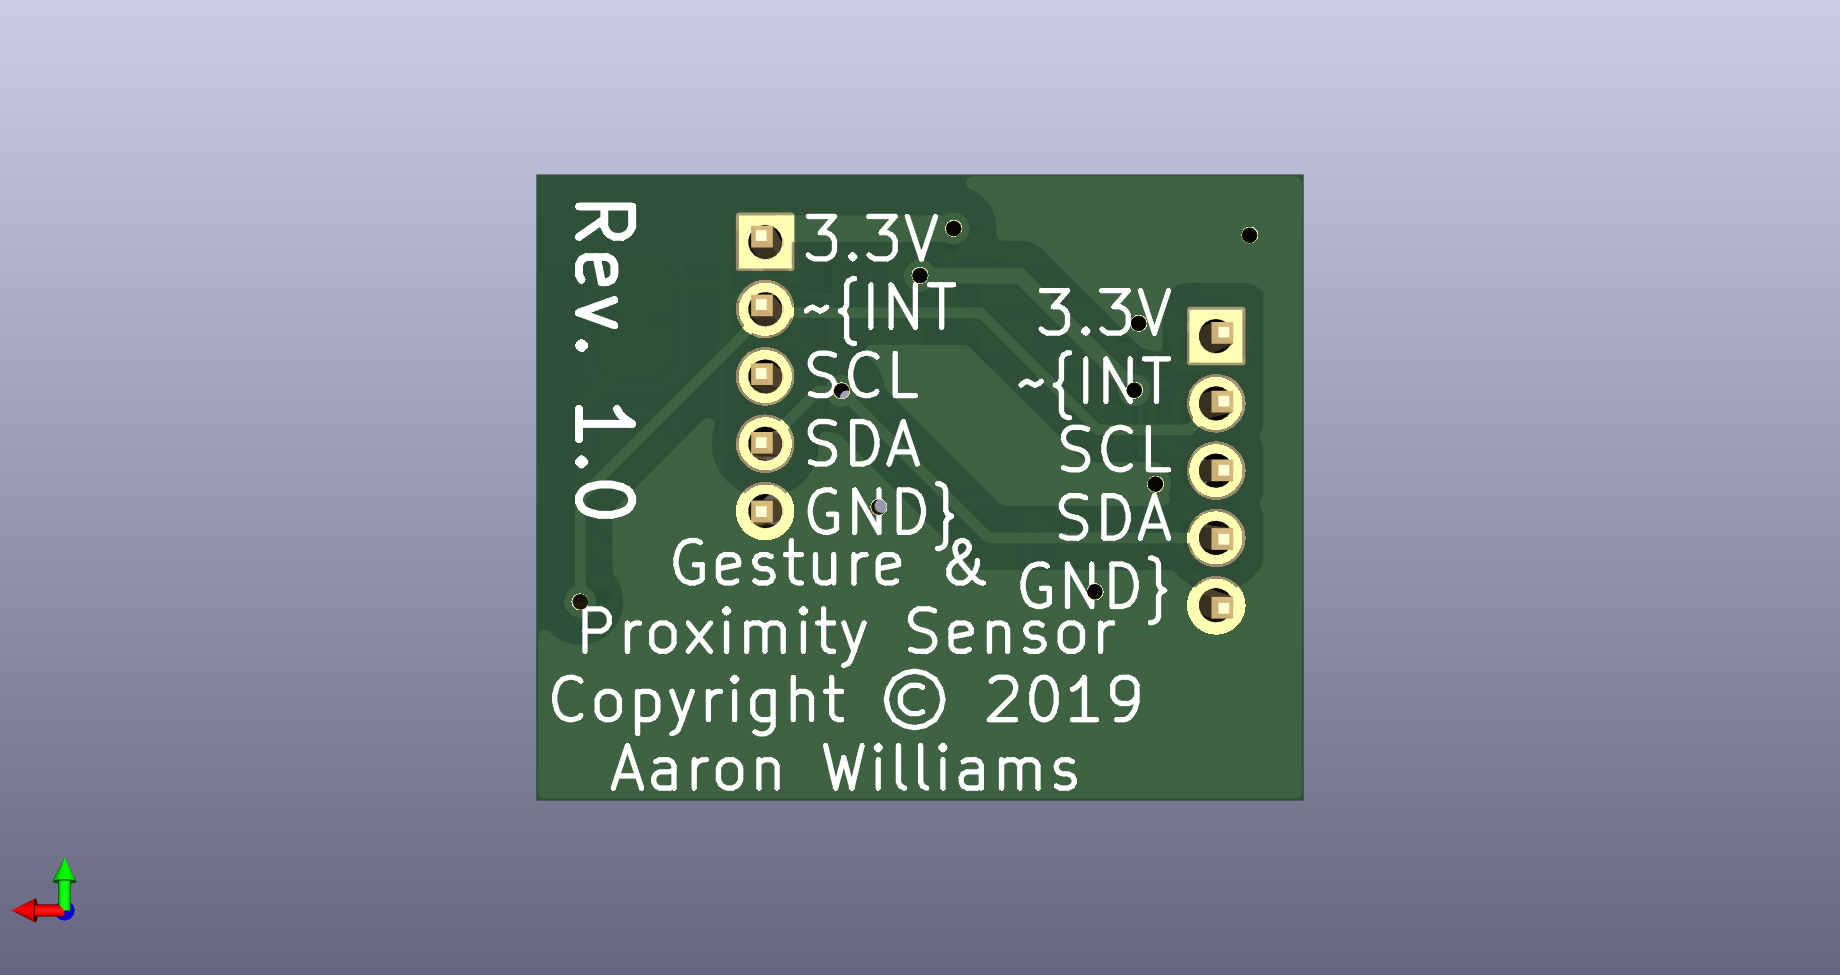 Rev. 1.0
3.3V
~{INT
SCL
SDA
GND}
3.3V
~{INT
SCL
SDA
GND}
Gesture &
Proximity Sensor
Copyright © 2019
Aaron Williams